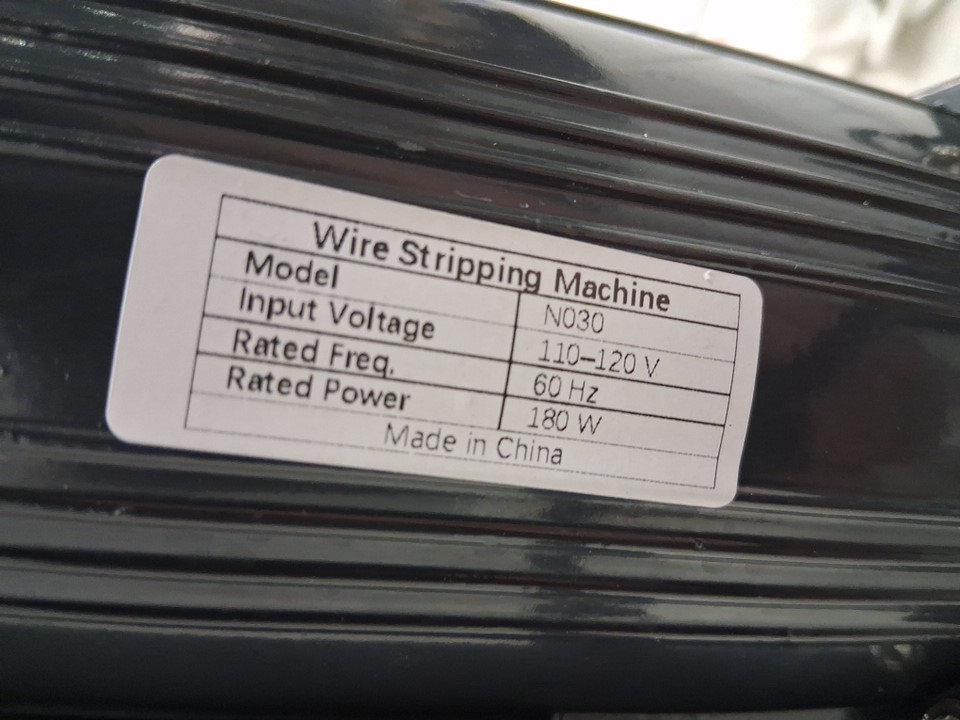 Wire Stripping Machine
Model N030
Input Voltage 110–120 V
Rated Freq. 60 Hz
Rated Power 180 W
Made in China